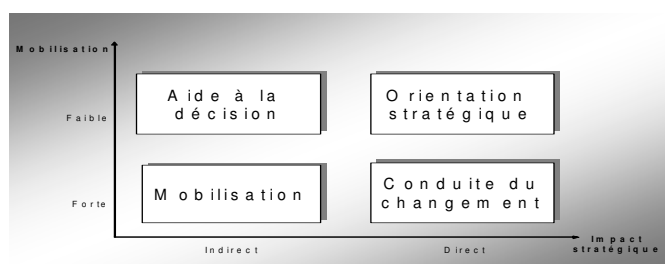 Mobilisation
Aide à la
décision
Orientation
stratégique
Faible
Mobilisation
Conduite du
changement
Forte
Impact
stratégique
Indirect
Direct